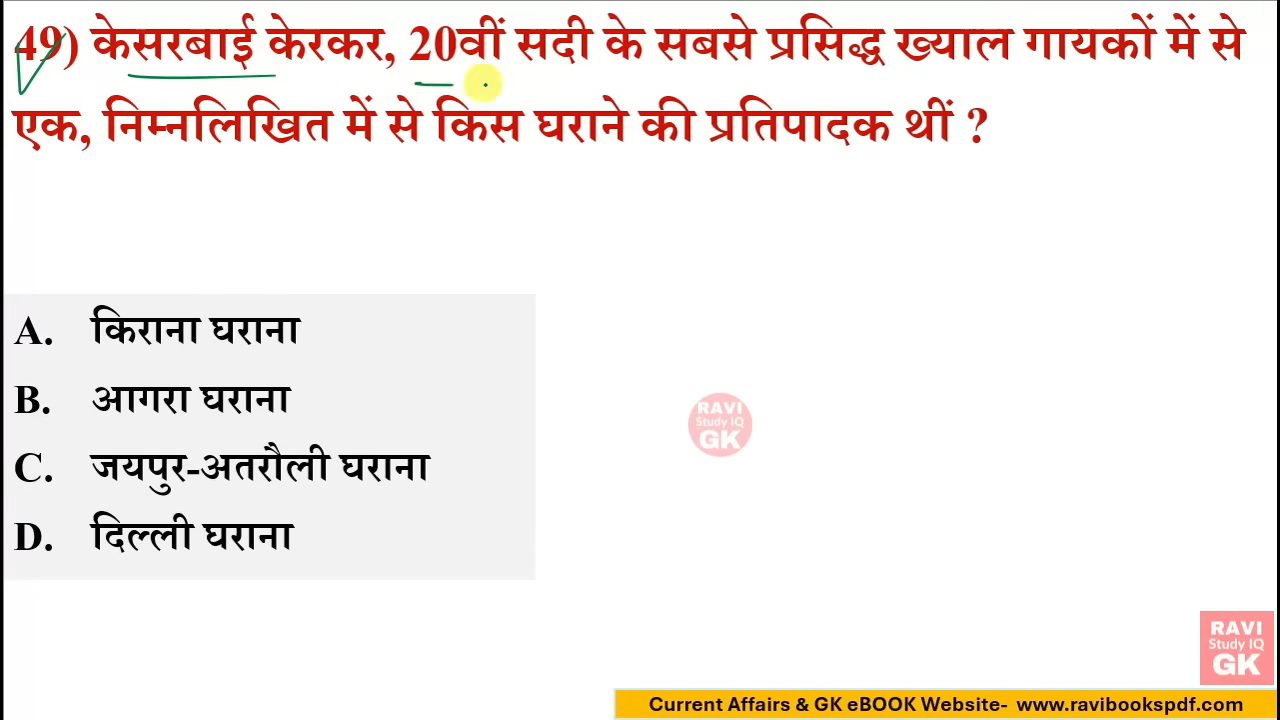 49) केसरबाई केरकर, 20वीं सदी के सबसे प्रसिद्ध ख्याल गायकों में से
एक, निम्नलिखित में से किस घराने की प्रतिपादक थीं ?
A. किराना घराना
B. आगरा घराना
C. जयपुर-अतरौली घराना
D. दिल्ली घराना
RAVI
Study IQ
GK
RAVI
Study IQ
GK
Current Affairs & GK eBOOK Website- www.ravibookspdf.com